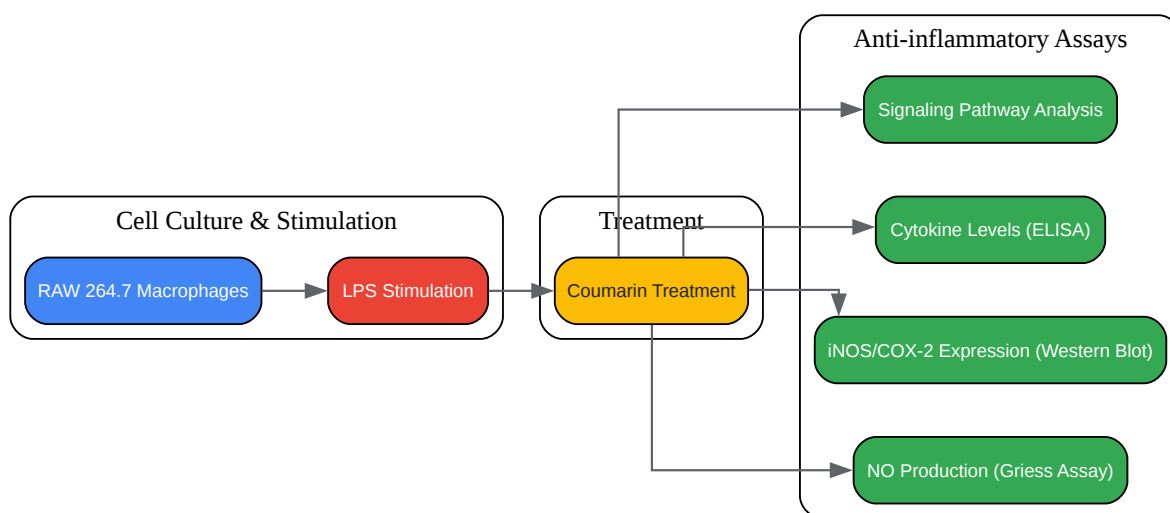 Cell Culture & Stimulation
RAW 264.7 Macrophages
LPS Stimulation
Treatment
Coumarin Treatment
Anti-inflammatory Assays
Signaling Pathway Analysis
Cytokine Levels (ELISA)
iNOS/COX-2 Expression (Western Blot)
NO Production (Griess Assay)